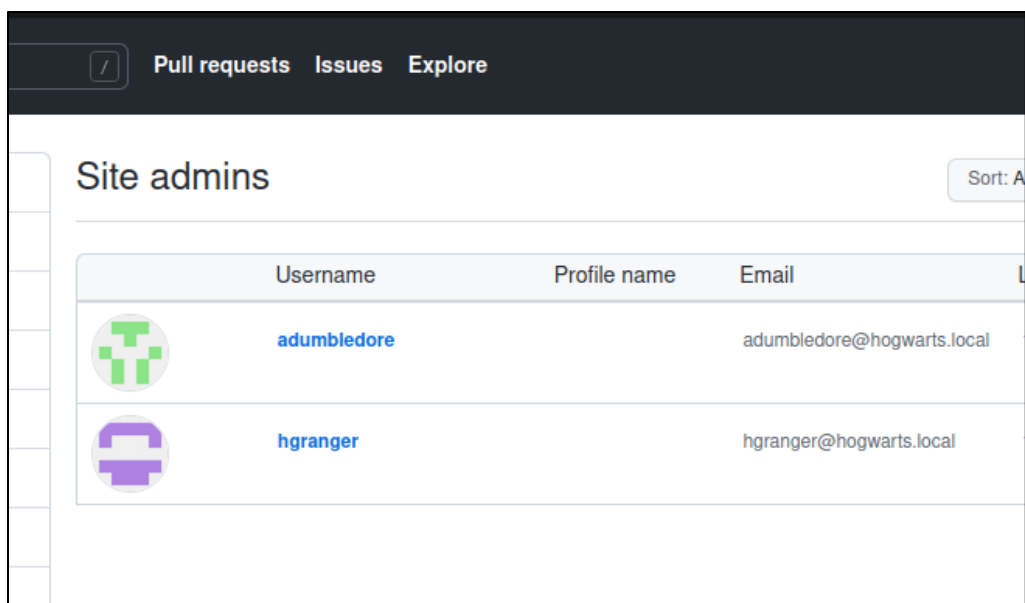 / Pull requests Issues Explore
Site admins
Sort: A
Username Profile name Email L
adumbledore adumbledore@hogwarts.local
hgranger hgranger@hogwarts.local